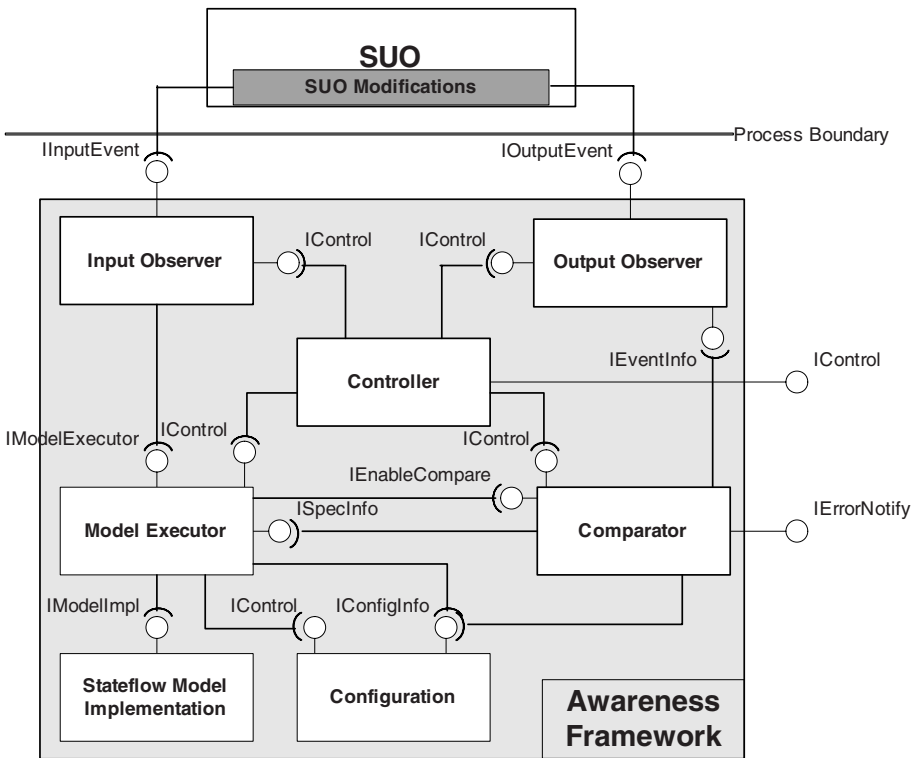 SUO
SUO Modifications
Process Boundary
IInputEvent
IOutputEvent
Input Observer
IControl
IControl
Output Observer
Controller
IEventInfo
IControl
IModelExecutor
IControl
IControl
IEnableCompare
ISpecInfo
Model Executor
Comparator
IErrorNotify
IModelImpl
IControl
IConfigInfo
Stateflow Model
Implementation
Configuration
Awareness
Framework